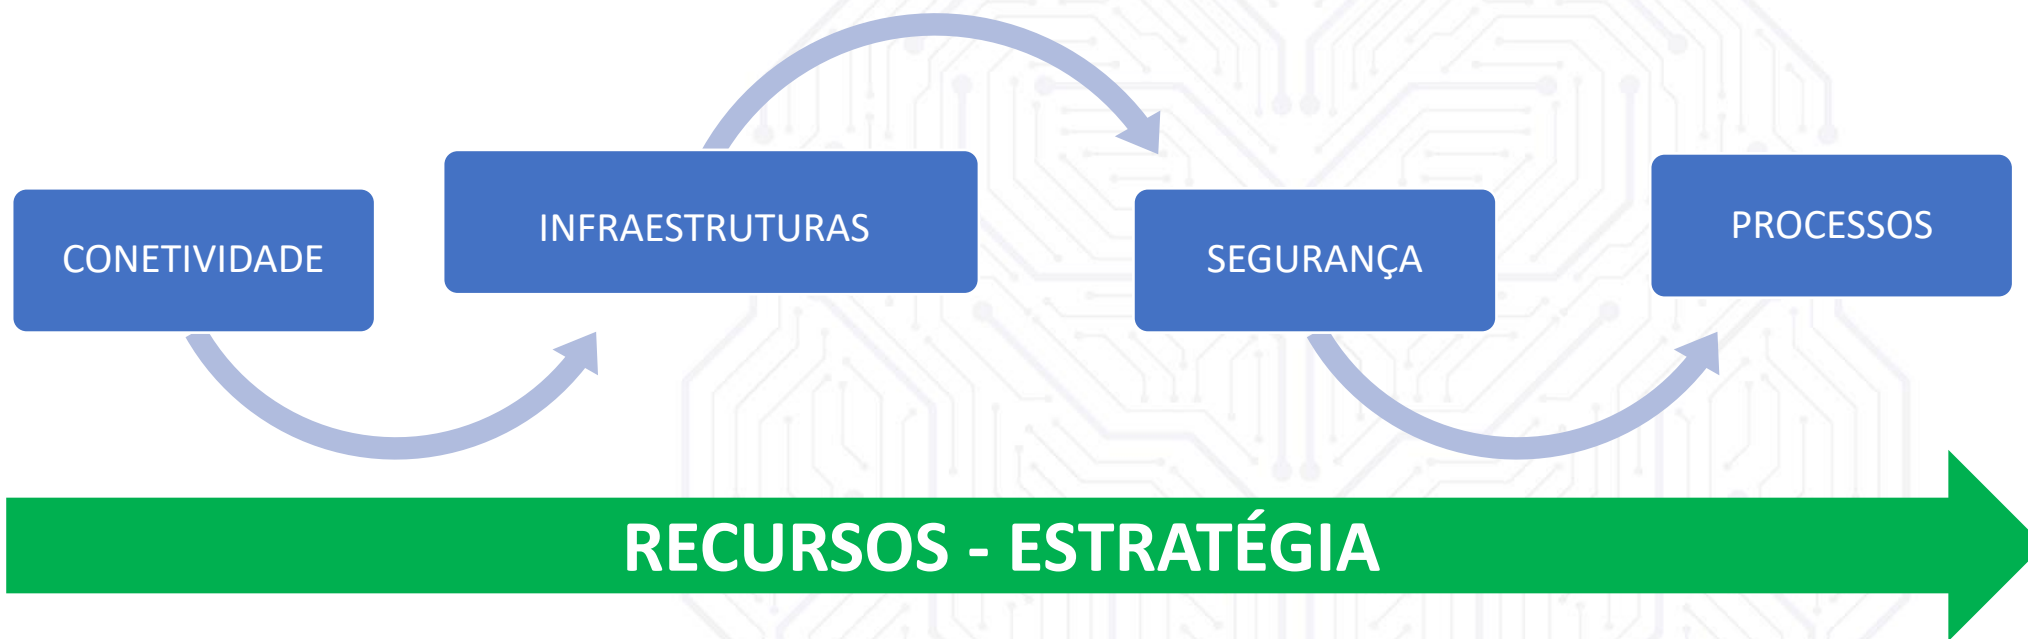 CONETIVIDADE
INFRAESTRUTURAS
SEGURANÇA
PROCESSOS
RECURSOS - ESTRATÉGIA